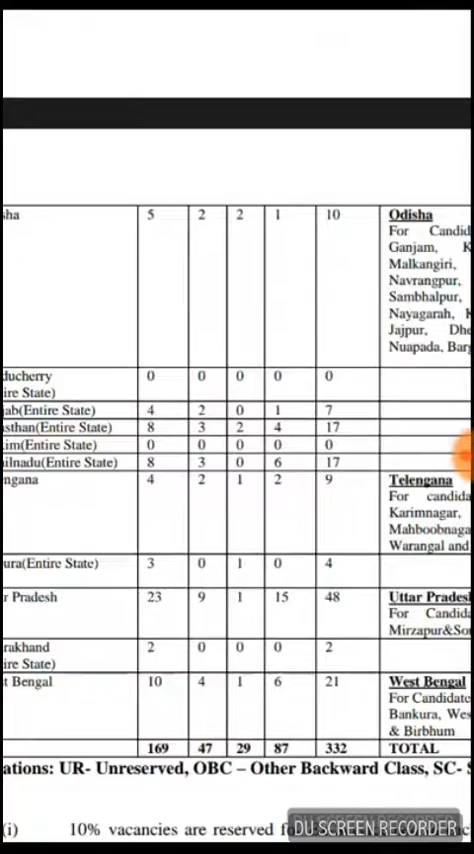 sha 5 2 2 1 10 Odisha
For Candid
Ganjam, K
Malkangiri,
Navrangpur,
Sambhalpur,
Nayagarah, K
Jajpur, Dhe
Nuapada, Bar
ducherry 0 0 0 0 0
ire State)
jab(Entire State) 4 2 0 1 7
sthan(Entire State) 8 3 2 4 17
kim(Entire State) 0 0 0 0 0
ilnadu(Entire State) 8 3 0 6 17
ngana 4 2 1 2 9 Telengana
For candida
Karimnagar,
Mahboobnaga
Warangal and
ura(Entire State) 3 0 1 0 4
r Pradesh 23 9 1 15 48 Uttar Pradesh
For Candida
Mirzapur&So
rakhand 2 0 0 0 2
ire State)
t Bengal 10 4 1 6 21 West Bengal
For Candidate
Bankura, Wes
& Birbhum
169 47 29 87 332 TOTAL
ations: UR- Unreserved, OBC – Other Backward Class, SC- S
(i) 10% vacancies are reserved f
DU SCREEN RECORDER